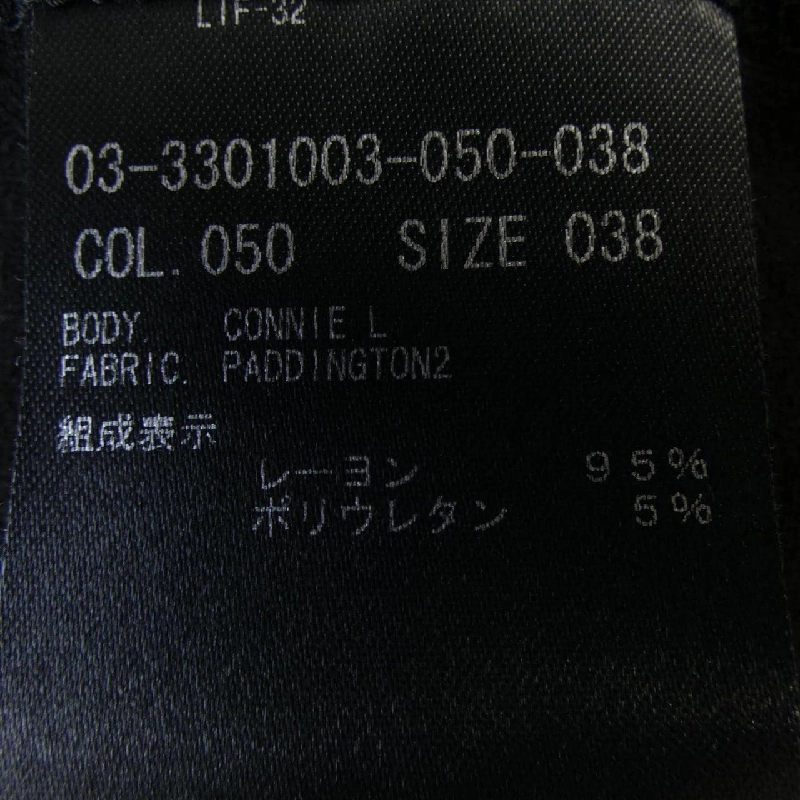 LTF-32
03-3301003-050-038
COL. 050 SIZE 038
BODY. CONNIE L
FABRIC. PADDINGTON2
組成表示
レーヨン 95%
ポリウレタン 5%